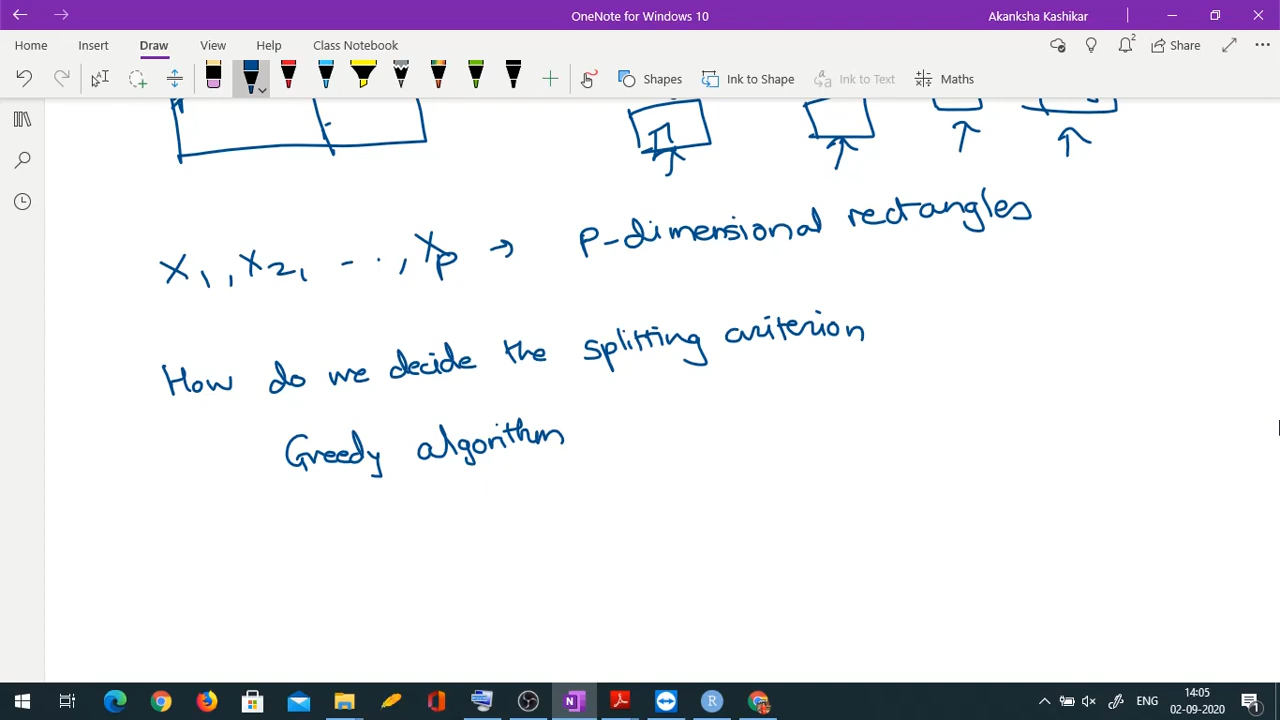 OneNote for Windows 10
Akanksha Kashikar
Home Insert Draw View Help Class Notebook
Share
Shapes Ink to Shape Ink to Text Maths
X1, X2, - - ., Xp → p-dimensional rectangles
How do we decide the splitting criterion
Greedy algorithm
ENG
14:05
02-09-2020